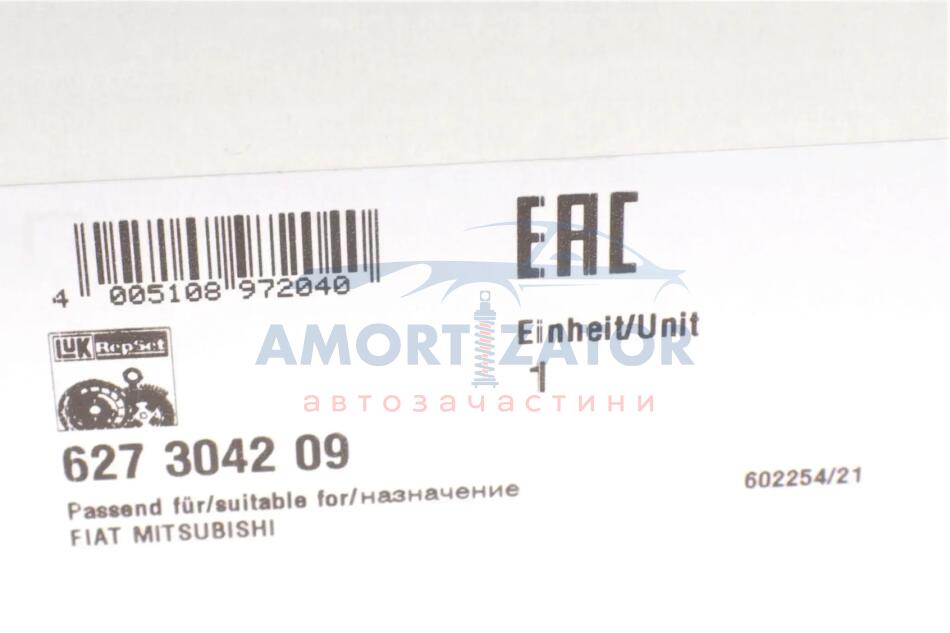 EAC
4 005108 972040
LuK RepSet
AMORTIZATOR
автозачастини
Einheit/Unit
1
627 3042 09
Passend für/suitable for/назначение
FIAT MITSUBISHI
602254/21